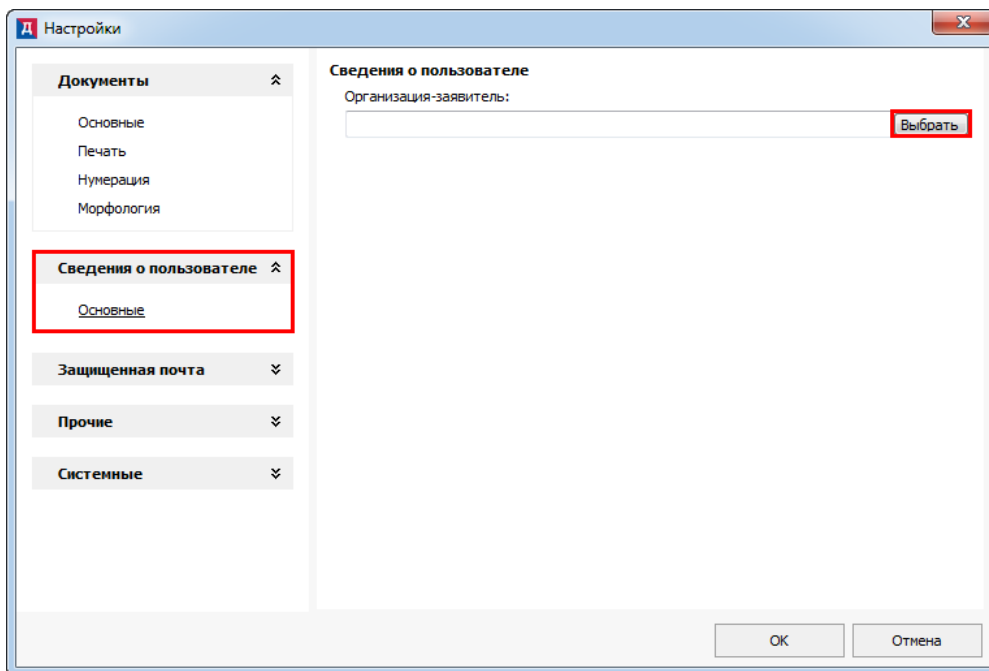 Д Настройки
Документы
Основные
Печать
Нумерация
Морфология
Сведения о пользователе
Основные
Защищенная почта
Прочие
Системные
Сведения о пользователе
Организация-заявитель:
Выбрать
OK
Отмена